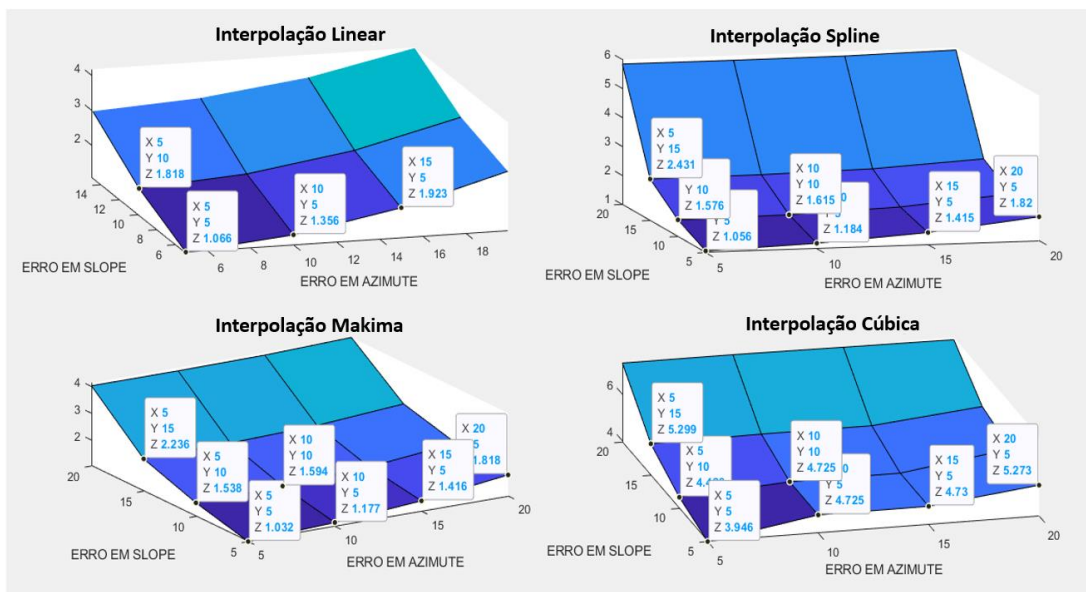 Interpolação Linear
4
3
2
X 5
Y 10
Z 1.818
X 5
Y 5
Z 1.066
X 10
Y 5
Z 1.356
X 15
Y 5
Z 1.923
14
12
10
8
6
6
8
10
12
14
16
18
ERRO EM SLOPE
ERRO EM AZIMUTE
Interpolação Spline
6
5
4
3
2
1
X 5
Y 15
Z 2.431
Y 10
Z 1.576
Y 5
Z 1.056
X 10
Y 10
Z 1.615
Z 1.184
X 15
Y 5
Z 1.415
X 20
Y 5
Z 1.82
20
15
10
5
5
10
15
20
ERRO EM SLOPE
ERRO EM AZIMUTE
Interpolação Makima
4
3
2
X 5
Y 15
Z 2.236
X 5
Y 10
Z 1.538
X 5
Y 5
Z 1.032
X 10
Y 10
Z 1.594
X 10
Y 5
Z 1.177
X 15
Y 5
Z 1.416
X 20
5
1.818
20
15
10
5
5
10
15
20
ERRO EM SLOPE
ERRO EM AZIMUTE
Interpolação Cúbica
6
4
X 5
Y 15
Z 5.299
X 5
Y 10
X 5
Y 5
Z 3.946
X 10
Y 10
Z 4.725
Z 4.725
X 15
Y 5
Z 4.73
X 20
Y 5
Z 5.273
20
15
10
5
5
10
15
20
ERRO EM SLOPE
ERRO EM AZIMUTE